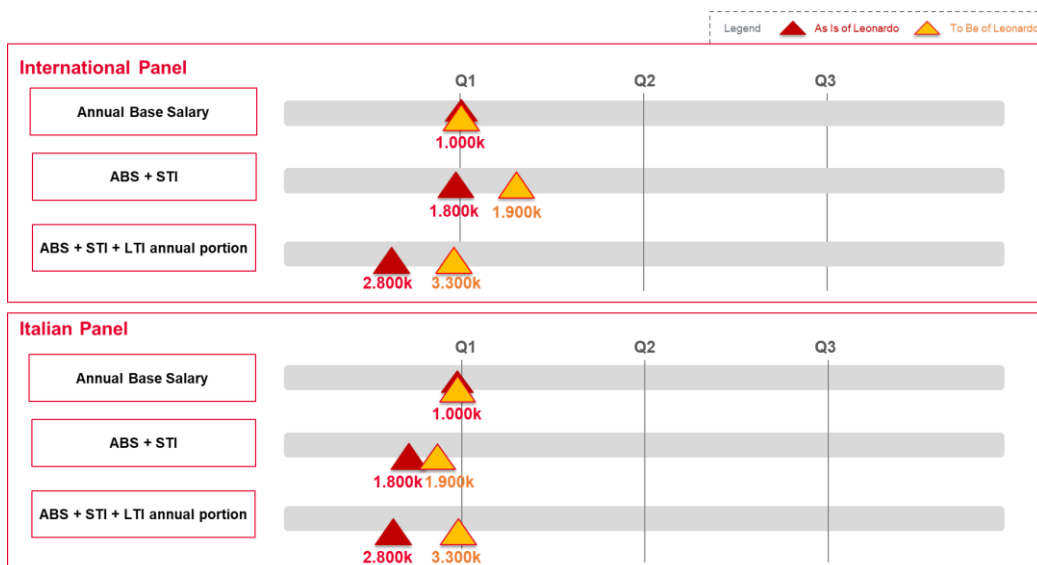 Legend As Is of Leonardo To Be of Leonardo
International Panel
Q1 Q2 Q3
Annual Base Salary
1.000k
ABS + STI
1.800k 1.900k
ABS + STI + LTI annual portion
2.800k 3.300k
Italian Panel
Q1 Q2 Q3
Annual Base Salary
1.000k
ABS + STI
1.800k 1.900k
ABS + STI + LTI annual portion
2.800k 3.300k